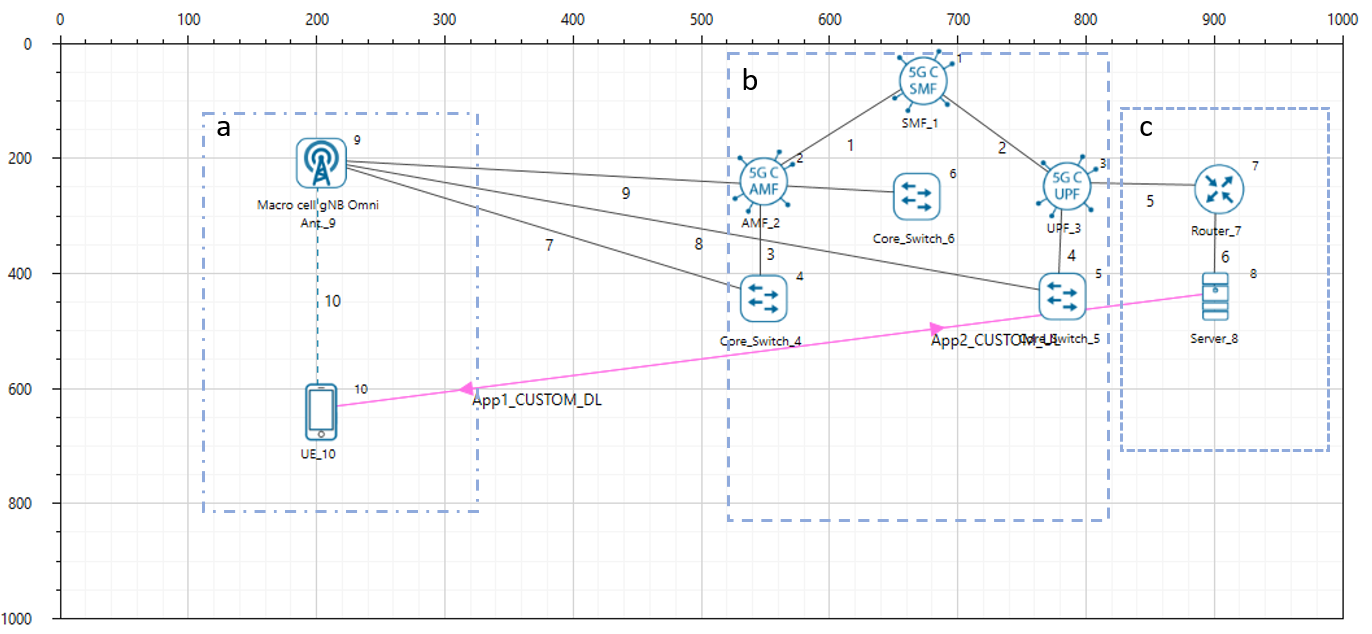 0 100 200 300 400 500 600 700 800 900 1000
0
200
400
600
800
1000
a
9
Macro cell gNB Omni
Ant_9
10
10
UE_10
b
5G C
SMF
1
SMF_1
1
2
5G C
AMF
2
AMF_2
6
Core_Switch_6
5G C
UPF
3
UPF_3
9
8
7
3
4
4
Core_Switch_4
5
Core_Switch_5
App1_CUSTOM_DL
App2_CUSTOM_UL
c
7
Router_7
5
6
8
Server_8